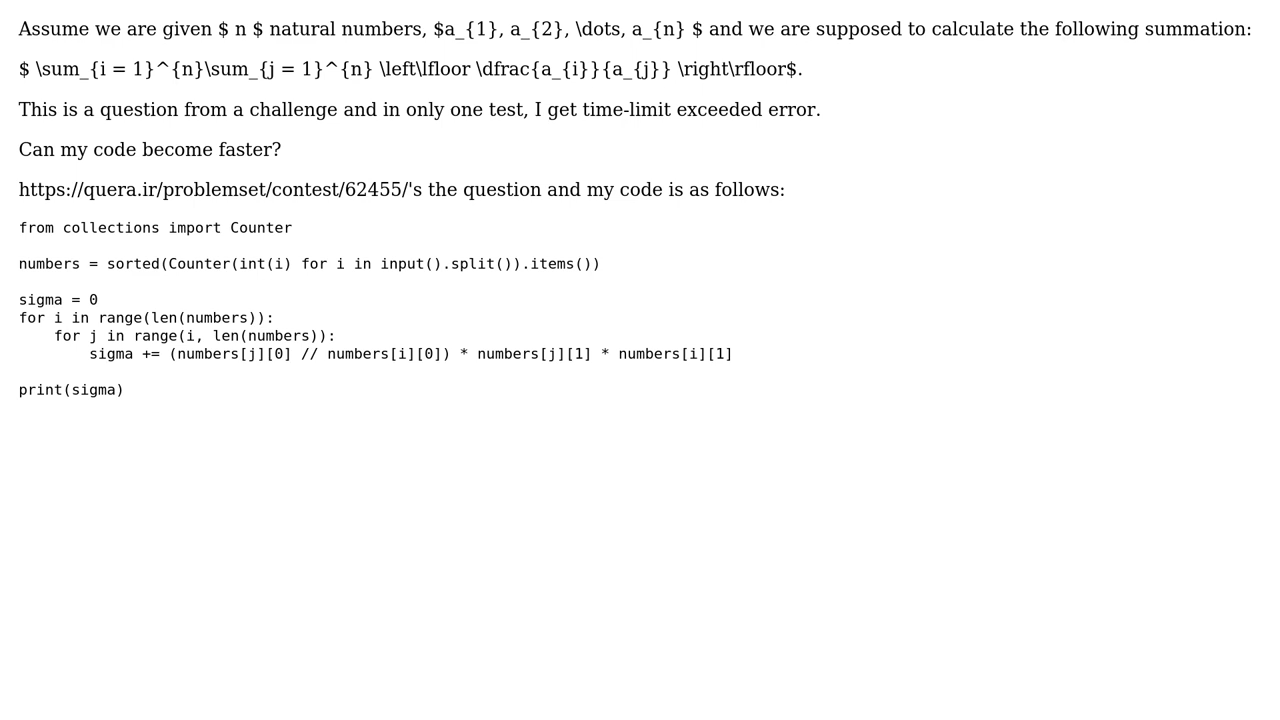 Assume we are given $ n $ natural numbers, $a_{1}, a_{2}, \dots, a_{n} $ and we are supposed to calculate the following summation:
$ \sum_{i = 1}^{n}\sum_{j = 1}^{n} \left\lfloor \dfrac{a_{i}}{a_{j}} \right\rfloor$.
This is a question from a challenge and in only one test, I get time-limit exceeded error.
Can my code become faster?
https://quera.ir/problemset/contest/62455/'s the question and my code is as follows:
from collections import Counter
numbers = sorted(Counter(int(i) for i in input().split()).items())
sigma = 0
for i in range(len(numbers)):
    for j in range(i, len(numbers)):
        sigma += (numbers[j][0] // numbers[i][0]) * numbers[j][1] * numbers[i][1]
print(sigma)